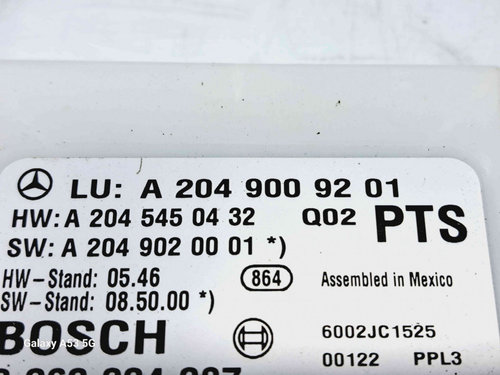 LU: A 204 900 92 01
HW: A 204 545 04 32 Q02 PTS
SW: A 204 902 00 01 *)
HW-Stand: 05.46 864 Assembled in Mexico
SW-Stand: 08.50.00 *)
BOSCH 6002JC1525
00122 PPL3
Galaxy A53 5G